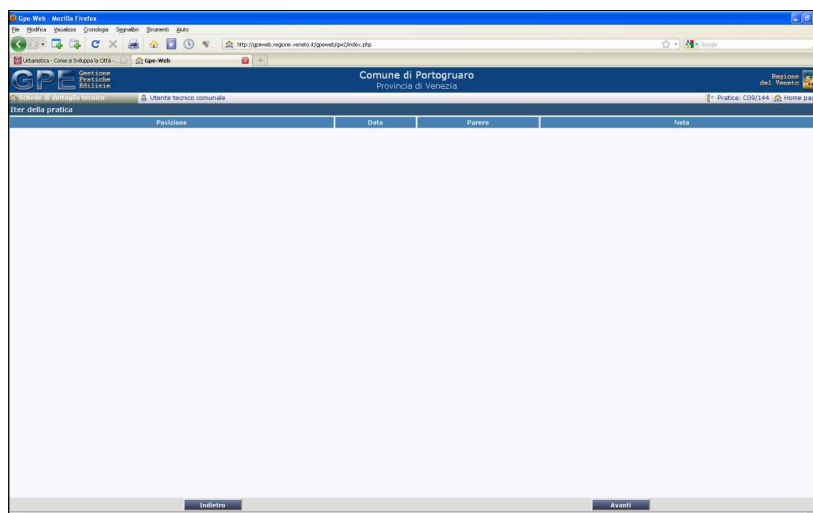 Gpe-Web - Mozilla Firefox
File Modifica Visualizza Cronologia Segnalibri Strumenti Aiuto
http://gpeweb.regione.veneto.it/gpeweb/gw2/index.php
Google
Urbanistica - Come si Sviluppa la Città -...
Gpe-Web
GPE Gestione Pratiche Edilizie
Comune di Portogruaro
Provincia di Venezia
Regione del Veneto
Schede di dettaglio tecnico
Utente tecnico comunale
Pratica: C09/144
Home pa
Iter della pratica
Posizione Data Parere Nota
Indietro Avanti